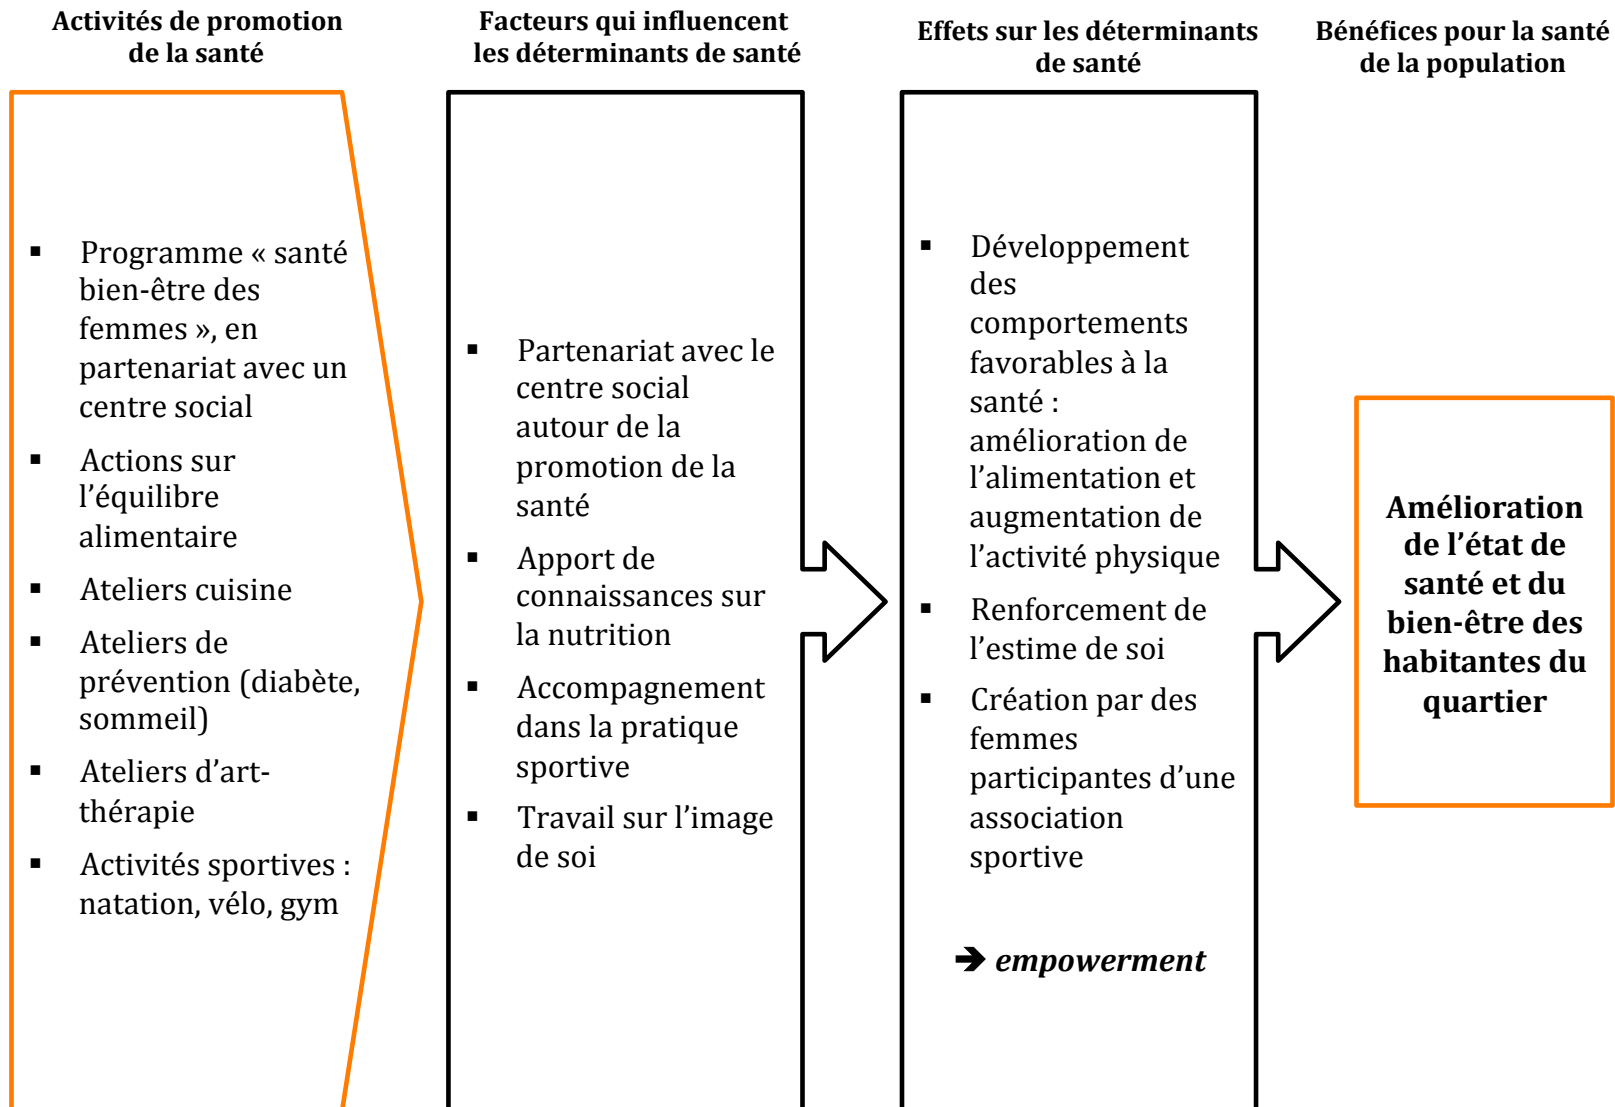 Activités de promotion
de la santé
Facteurs qui influencent
les déterminants de santé
Effets sur les déterminants
de santé
Bénéfices pour la santé
de la population
▪ Programme « santé
bien-être des
femmes », en
partenariat avec un
centre social
▪ Actions sur
l’équilibre
alimentaire
▪ Ateliers cuisine
▪ Ateliers de
prévention (diabète,
sommeil)
▪ Ateliers d’art-
thérapie
▪ Activités sportives :
natation, vélo, gym
▪ Partenariat avec le
centre social
autour de la
promotion de la
santé
▪ Apport de
connaissances sur
la nutrition
▪ Accompagnement
dans la pratique
sportive
▪ Travail sur l’image
de soi
▪ Développement
des
comportements
favorables à la
santé :
amélioration de
l’alimentation et
augmentation de
l’activité physique
▪ Renforcement de
l’estime de soi
▪ Création par des
femmes
participantes d’une
association
sportive
➔ empowerment
Amélioration
de l’état de
santé et du
bien-être des
habitantes du
quartier